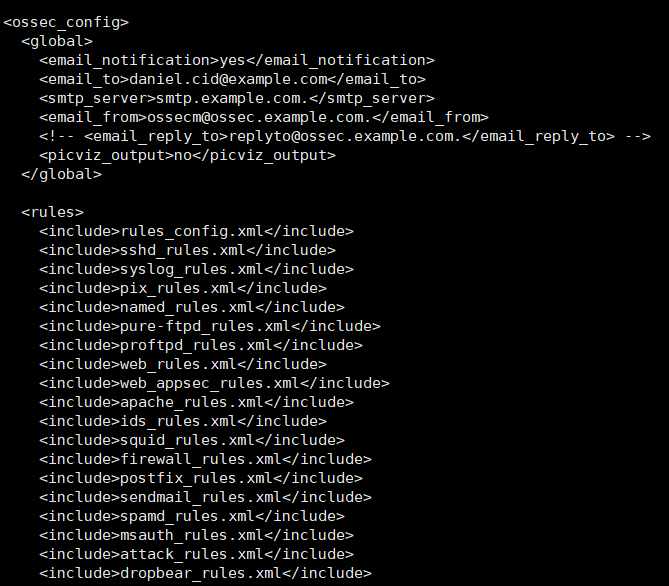 <ossec_config>
  <global>
    <email_notification>yes</email_notification>
    <email_to>daniel.cid@example.com</email_to>
    <smtp_server>smtp.example.com.</smtp_server>
    <email_from>ossecm@ossec.example.com.</email_from>
    <!-- <email_reply_to>replyto@ossec.example.com.</email_reply_to> -->
    <picviz_output>no</picviz_output>
  </global>

  <rules>
    <include>rules_config.xml</include>
    <include>sshd_rules.xml</include>
    <include>syslog_rules.xml</include>
    <include>pix_rules.xml</include>
    <include>named_rules.xml</include>
    <include>pure-ftpd_rules.xml</include>
    <include>proftpd_rules.xml</include>
    <include>web_rules.xml</include>
    <include>web_appsec_rules.xml</include>
    <include>apache_rules.xml</include>
    <include>ids_rules.xml</include>
    <include>squid_rules.xml</include>
    <include>firewall_rules.xml</include>
    <include>postfix_rules.xml</include>
    <include>sendmail_rules.xml</include>
    <include>spamd_rules.xml</include>
    <include>msauth_rules.xml</include>
    <include>attack_rules.xml</include>
    <include>dropbear_rules.xml</include>